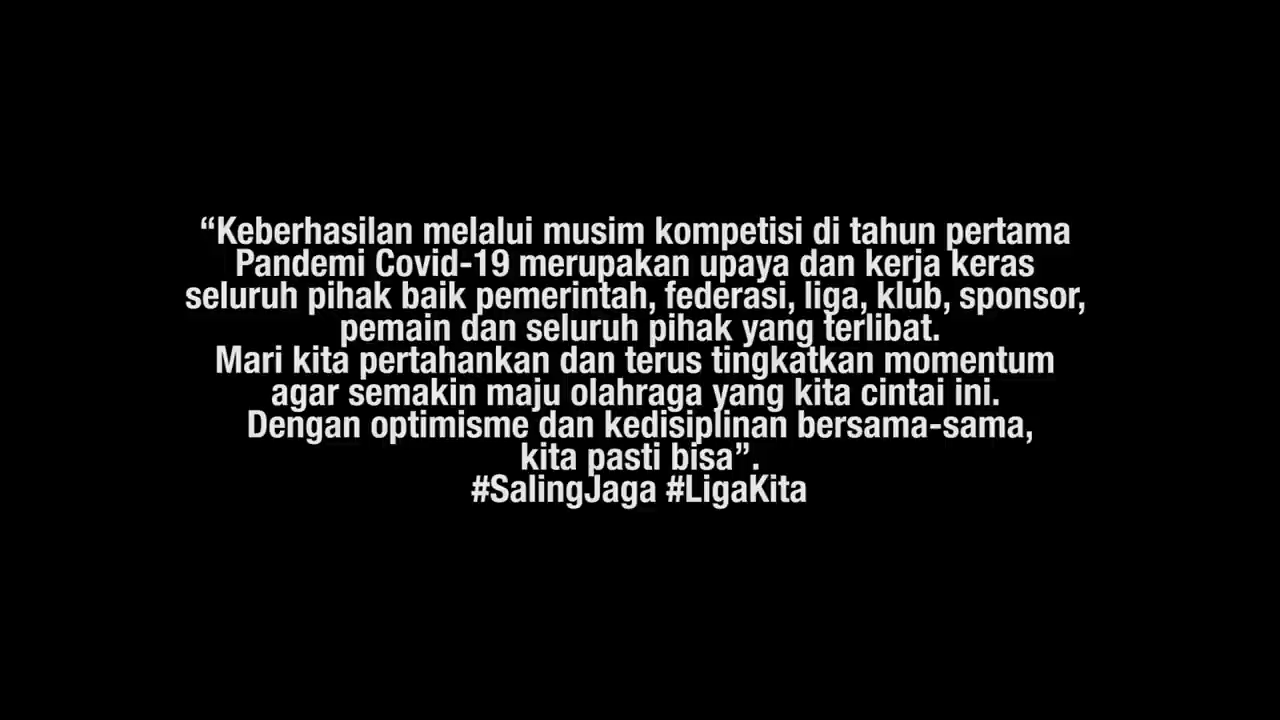 “Keberhasilan melalui musim kompetisi di tahun pertama
Pandemi Covid-19 merupakan upaya dan kerja keras
seluruh pihak baik pemerintah, federasi, liga, klub, sponsor,
pemain dan seluruh pihak yang terlibat.
Mari kita pertahankan dan terus tingkatkan momentum
agar semakin maju olahraga yang kita cintai ini.
Dengan optimisme dan kedisiplinan bersama-sama,
kita pasti bisa”.
#SalingJaga #LigaKita